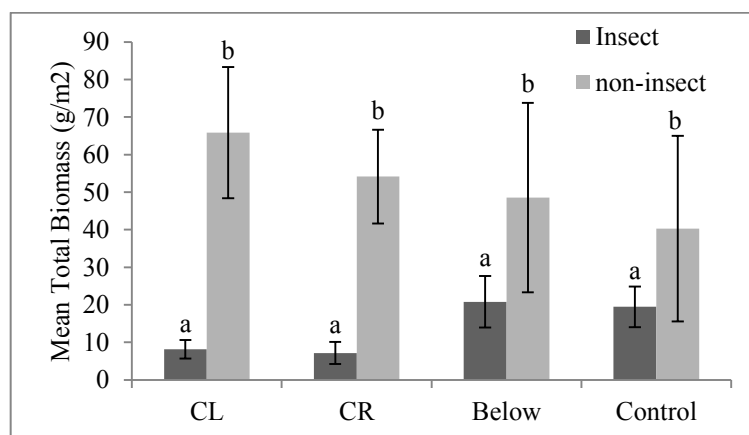 Mean Total Biomass (g/m2)
90
80
70
60
50
40
30
20
10
0
Insect
non-insect
a
b
a
b
a
b
a
b
CL
CR
Below
Control